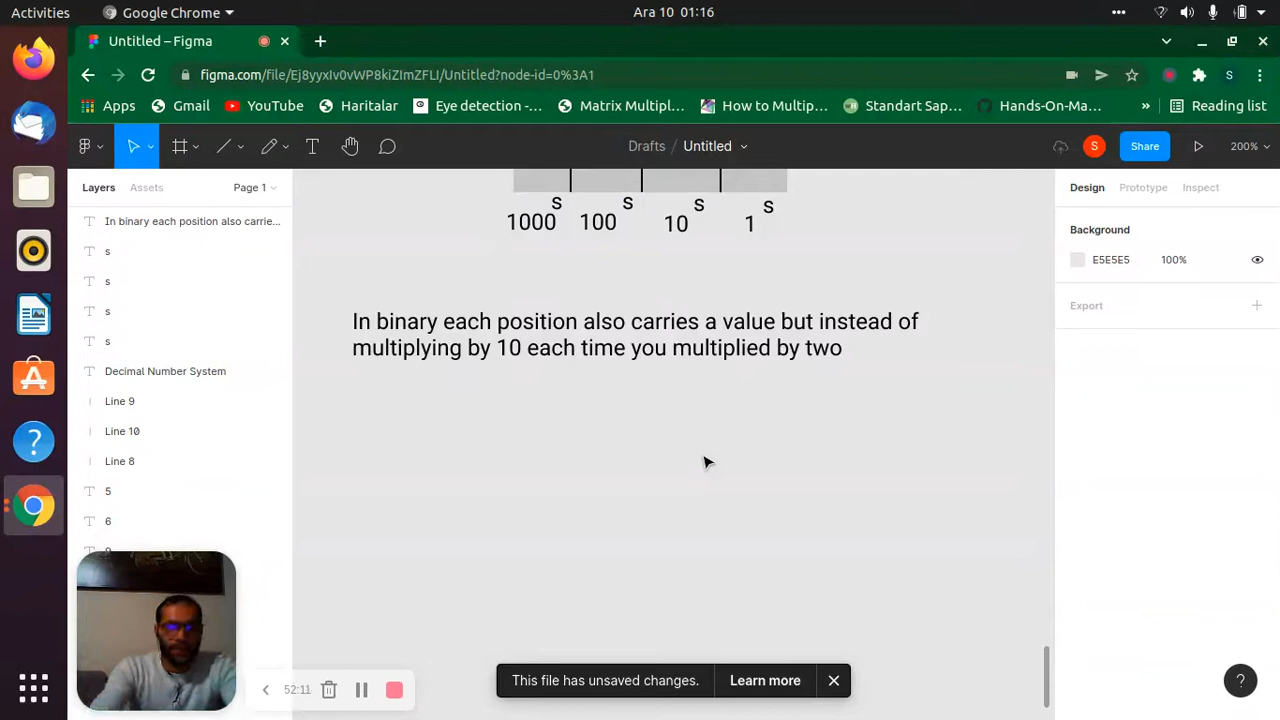 Activities Google Chrome Ara 10 01:16
Untitled – Figma
figma.com/file/Ej8yyxIv0vWP8kiZImZFLI/Untitled?node-id=0%3A1
Apps Gmail YouTube Haritalar Eye detection -... Matrix Multipl... How to Multip... Standart Sap... Hands-On-Ma... » Reading list
Drafts / Untitled S Share 200%
Layers Assets Page 1 Design Prototype Inspect
In binary each position also carrie...
s
s
s
s
Decimal Number System
Line 9
Line 10
Line 8
5
6
Background
E5E5E5 100%
Export
s s s s
1000 100 10 1
In binary each position also carries a value but instead of
multiplying by 10 each time you multiplied by two
52:11
This file has unsaved changes. Learn more